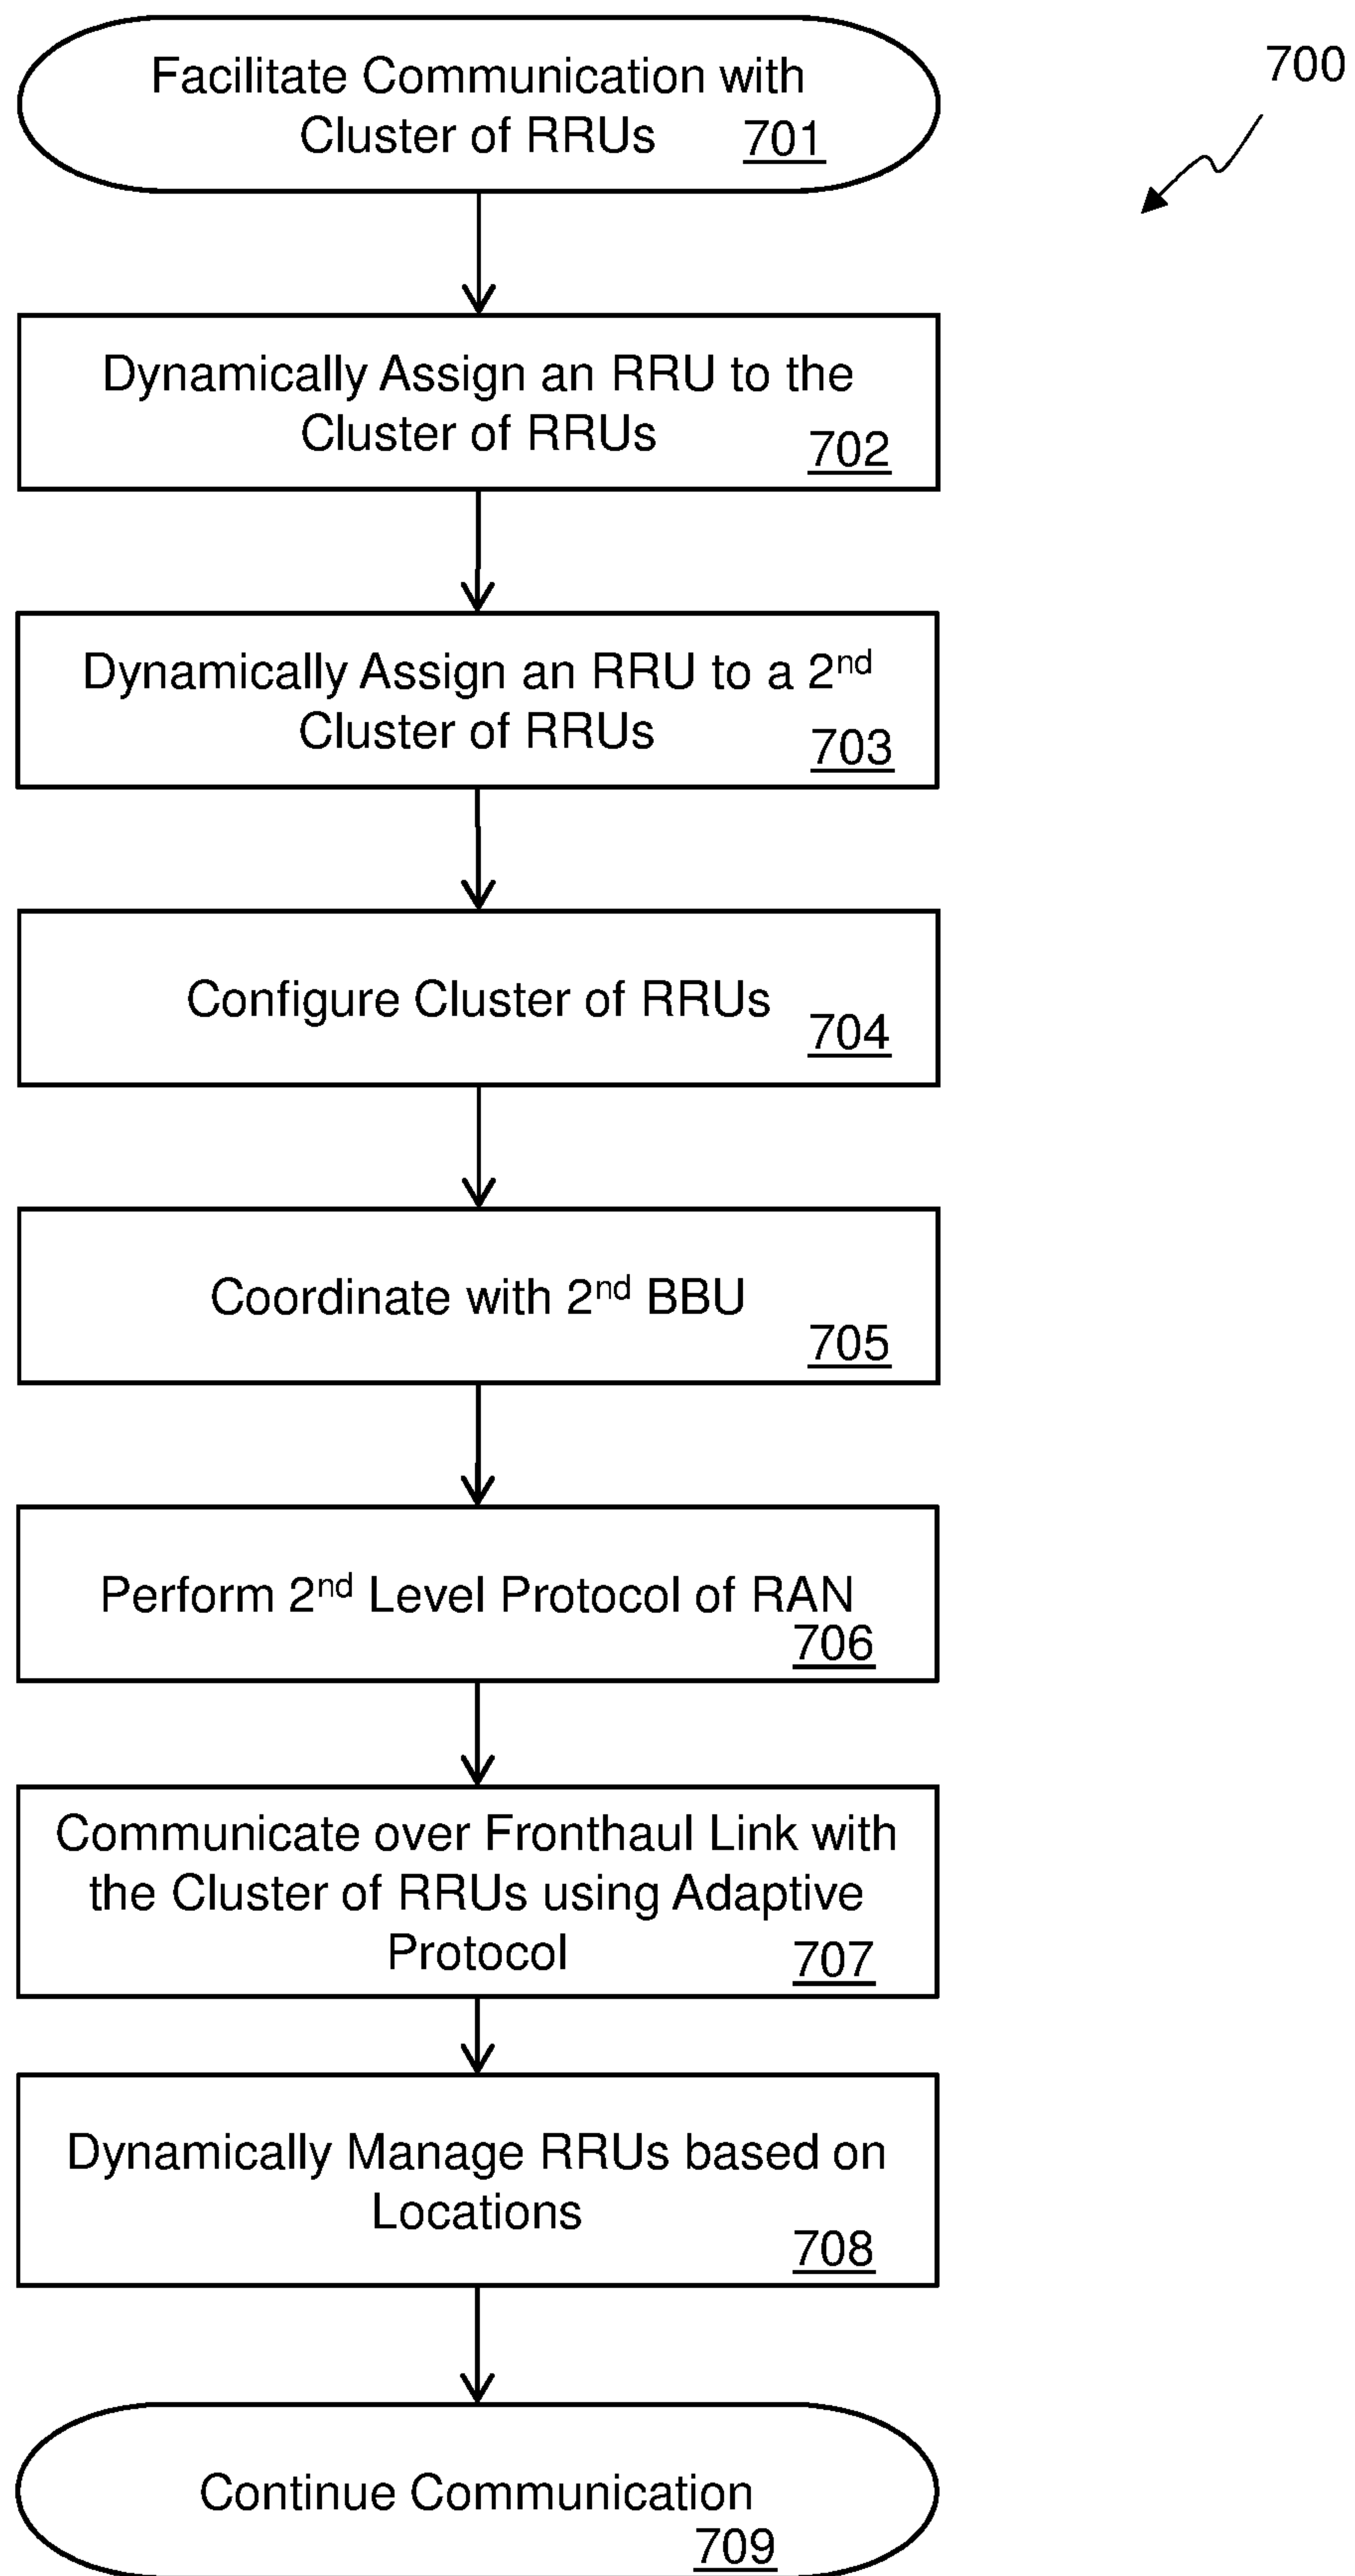 700
Facilitate Communication with
Cluster of RRUs 701
Dynamically Assign an RRU to the
Cluster of RRUs 702
Dynamically Assign an RRU to a 2nd
Cluster of RRUs 703
Configure Cluster of RRUs 704
Coordinate with 2nd BBU
705
Perform 2nd Level Protocol of RAN
706
Communicate over Fronthaul Link with
the Cluster of RRUs using Adaptive
Protocol 707
Dynamically Manage RRUs based on
Locations 708
Continue Communication
709